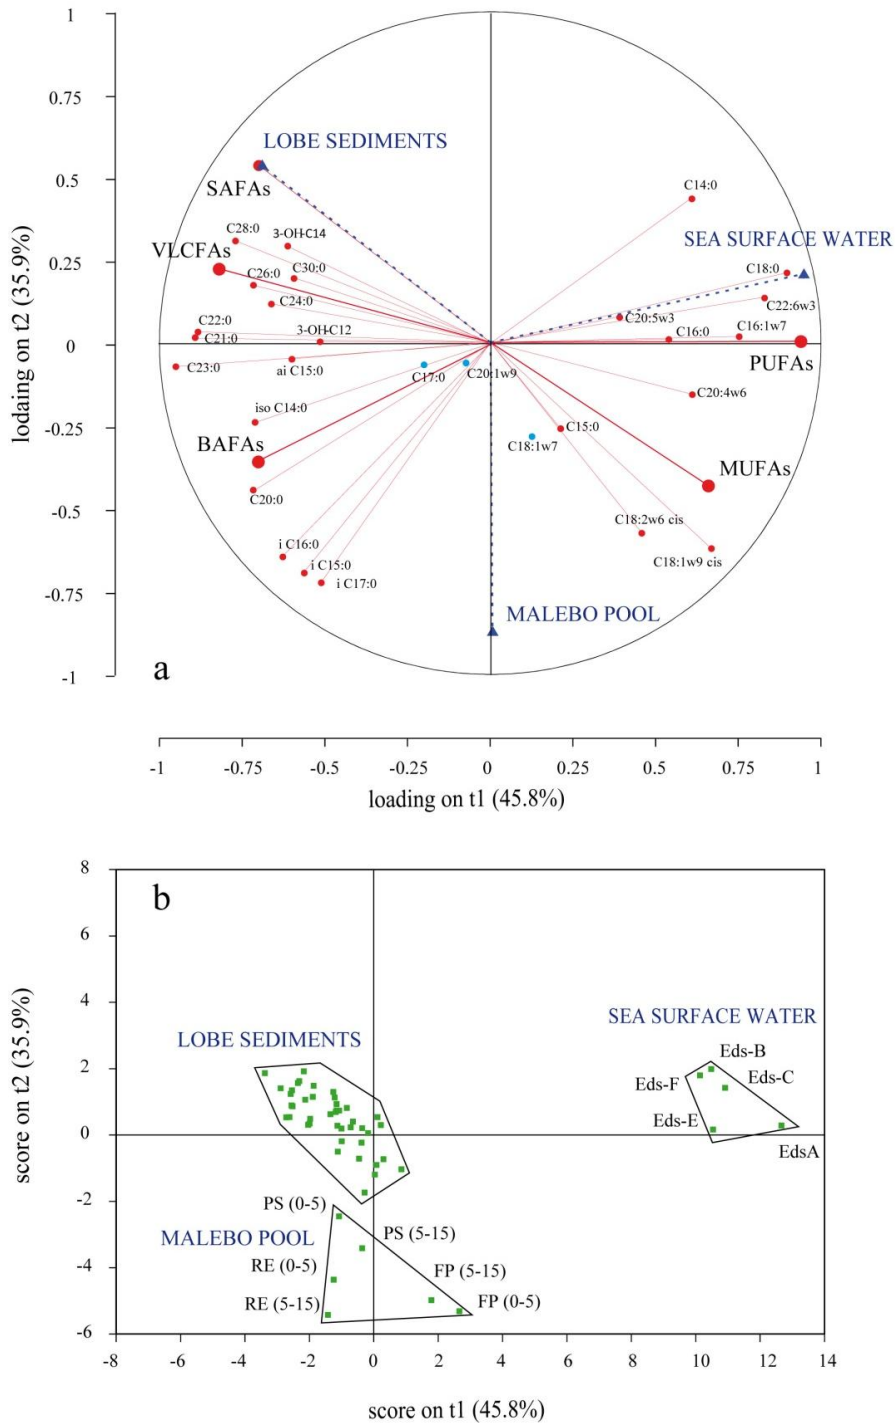 1
0.75
0.5
0.25
0
-0.25
-0.5
-0.75
-1
lodaing on t2 (35.9%)
LOBE SEDIMENTS
SAFAs
C14:0
C28:0
3-OH-C14
SEA SURFACE WATER
VLCFAs
C30:0
C18:0
C26:0
C22:6w3
C24:0
C20:5w3
C22:0
3-OH-C12
C16:0
C16:1w7
C21:0
PUFAs
C23:0
ai C15:0
C17:0
C20:1w9
C20:4w6
iso C14:0
C15:0
BAFAs
C18:1w7
MUFAs
C20:0
C18:2w6 cis
i C16:0
C18:1w9 cis
i C15:0
i C17:0
MALEBO POOL
a
-1
-0.75
-0.5
-0.25
0
0.25
0.5
0.75
1
loading on t1 (45.8%)
8
6
4
2
0
-2
-4
-6
score on t2 (35.9%)
b
LOBE SEDIMENTS
SEA SURFACE WATER
Eds-B
Eds-F
Eds-C
Eds-E
EdsA
PS (0-5)
MALEBO POOL
PS (5-15)
RE (0-5)
FP (5-15)
RE (5-15)
FP (0-5)
-8
-6
-4
-2
0
2
4
6
8
10
12
14
score on t1 (45.8%)